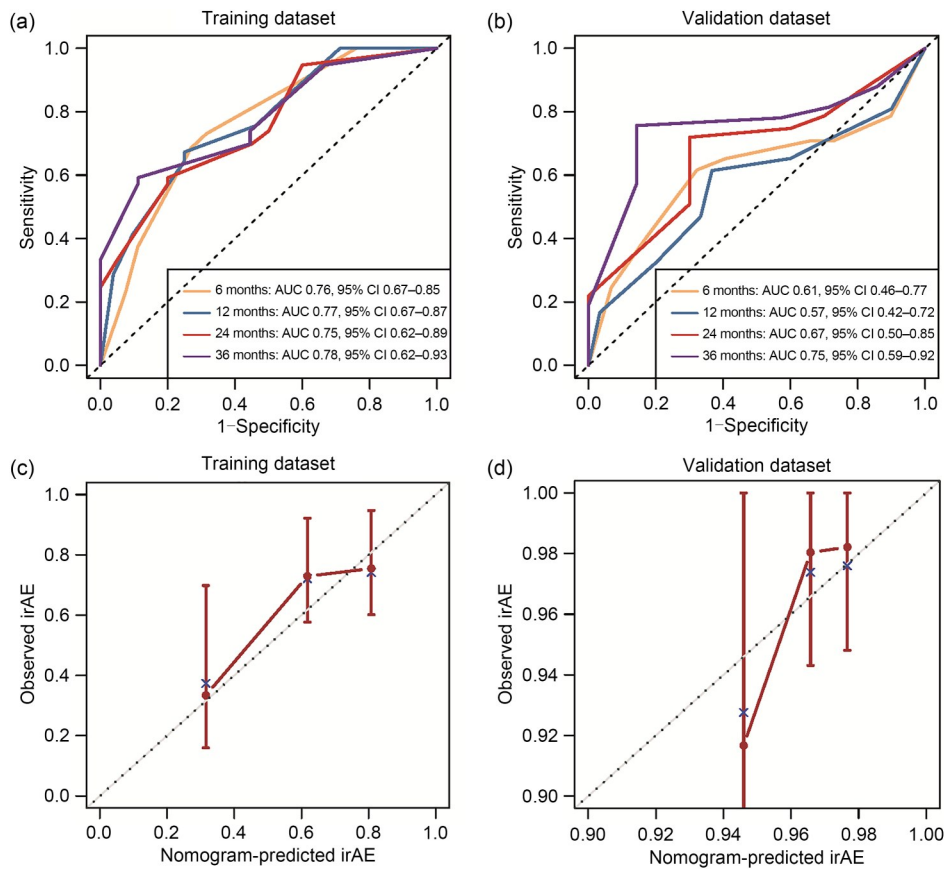 (a)
Training dataset
Sensitivity
1.0
0.8
0.6
0.4
0.2
0.0
6 months: AUC 0.76, 95% CI 0.67–0.85
12 months: AUC 0.77, 95% CI 0.67–0.87
24 months: AUC 0.75, 95% CI 0.62–0.89
36 months: AUC 0.78, 95% CI 0.62–0.93
0.0 0.2 0.4 0.6 0.8 1.0
1−Specificity
(b)
Validation dataset
Sensitivity
1.0
0.8
0.6
0.4
0.2
0.0
6 months: AUC 0.61, 95% CI 0.46–0.77
12 months: AUC 0.57, 95% CI 0.42–0.72
24 months: AUC 0.67, 95% CI 0.50–0.85
36 months: AUC 0.75, 95% CI 0.59–0.92
0.0 0.2 0.4 0.6 0.8 1.0
1−Specificity
(c)
Training dataset
Observed irAE
1.0
0.8
0.6
0.4
0.2
0.0
0.0 0.2 0.4 0.6 0.8 1.0
Nomogram-predicted irAE
(d)
Validation dataset
Observed irAE
1.00
0.98
0.96
0.94
0.92
0.90
0.90 0.92 0.94 0.96 0.98 1.00
Nomogram-predicted irAE